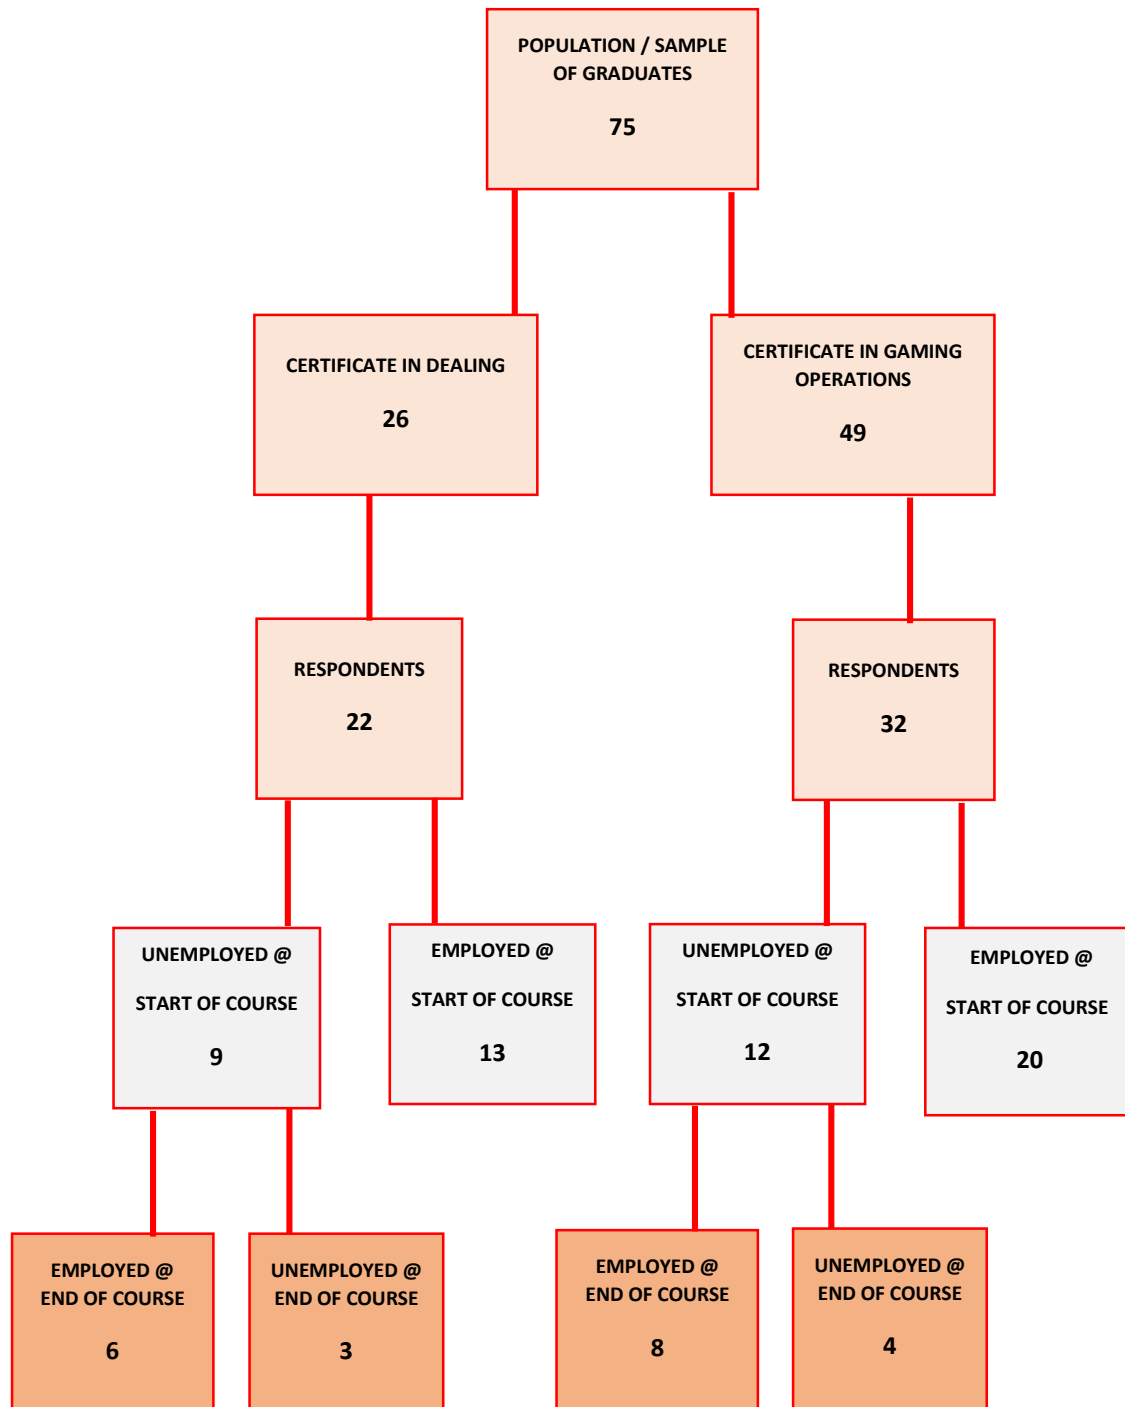 POPULATION / SAMPLE
OF GRADUATES
75
CERTIFICATE IN DEALING
26
CERTIFICATE IN GAMING
OPERATIONS
49
RESPONDENTS
22
RESPONDENTS
32
UNEMPLOYED @
START OF COURSE
9
EMPLOYED @
START OF COURSE
13
UNEMPLOYED @
START OF COURSE
12
EMPLOYED @
START OF COURSE
20
EMPLOYED @
END OF COURSE
6
UNEMPLOYED @
END OF COURSE
3
EMPLOYED @
END OF COURSE
8
UNEMPLOYED @
END OF COURSE
4